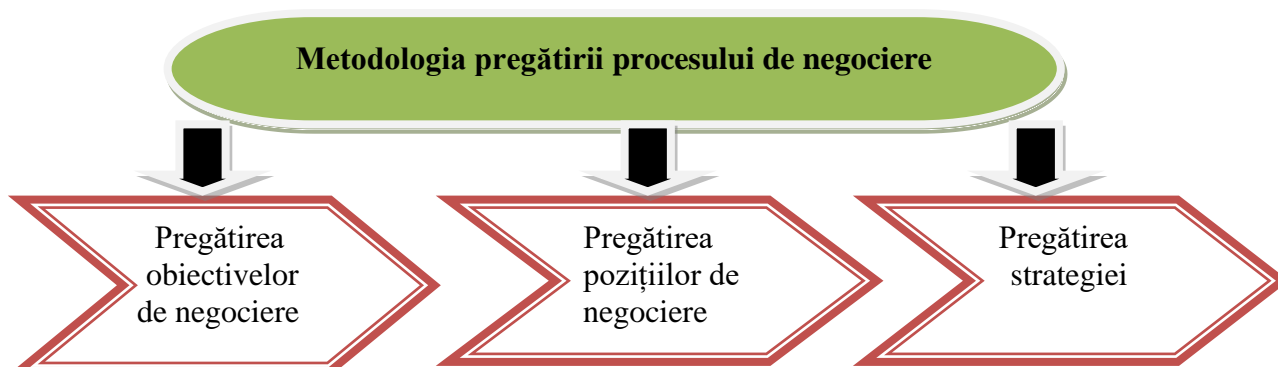 Metodologia pregătirii procesului de negociere
Pregătirea
obiectivelor
de negociere
Pregătirea
pozițiilor de
negociere
Pregătirea
strategiei